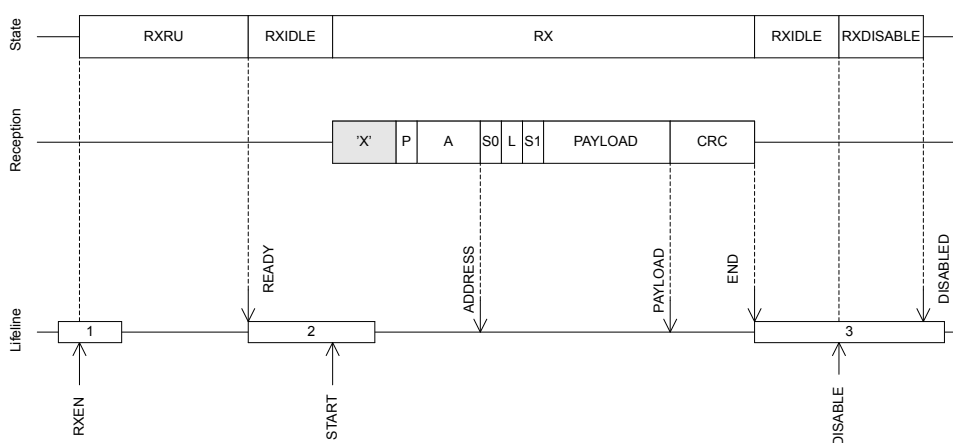 State
RXRU RXIDLE RX RXIDLE RXDISABLE
Reception
'X' P A S0 L S1 PAYLOAD CRC
READY
ADDRESS
PAYLOAD
END
DISABLED
Lifeline
1 2 3
RXEN
START
DISABLE